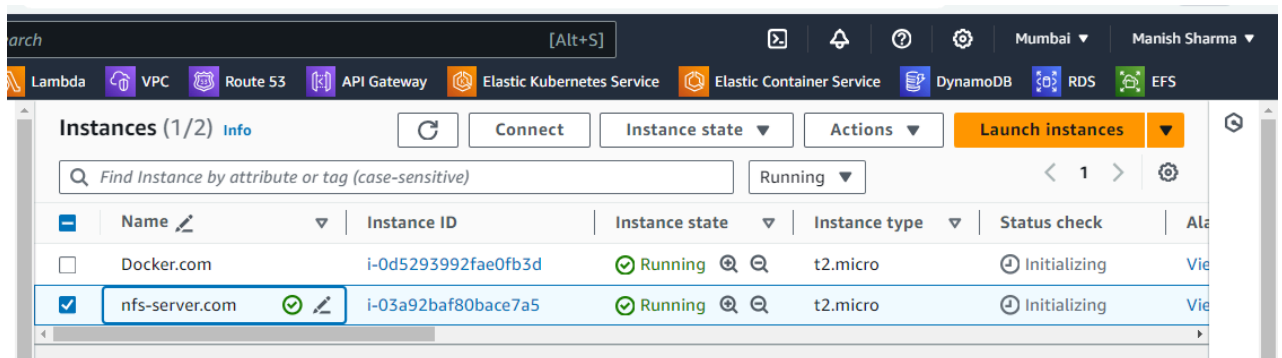 arch [Alt+S] Mumbai ▼ Manish Sharma ▼
Lambda VPC Route 53 API Gateway Elastic Kubernetes Service Elastic Container Service DynamoDB RDS EFS
Instances (1/2) Info Connect Instance state ▼ Actions ▼ Launch instances ▼
Find Instance by attribute or tag (case-sensitive) Running ▼ < 1 >
Name Instance ID Instance state Instance type Status check Ala
Docker.com i-0d5293992fae0fb3d Running t2.micro Initializing Vie
nfs-server.com i-03a92baf80bace7a5 Running t2.micro Initializing Vie